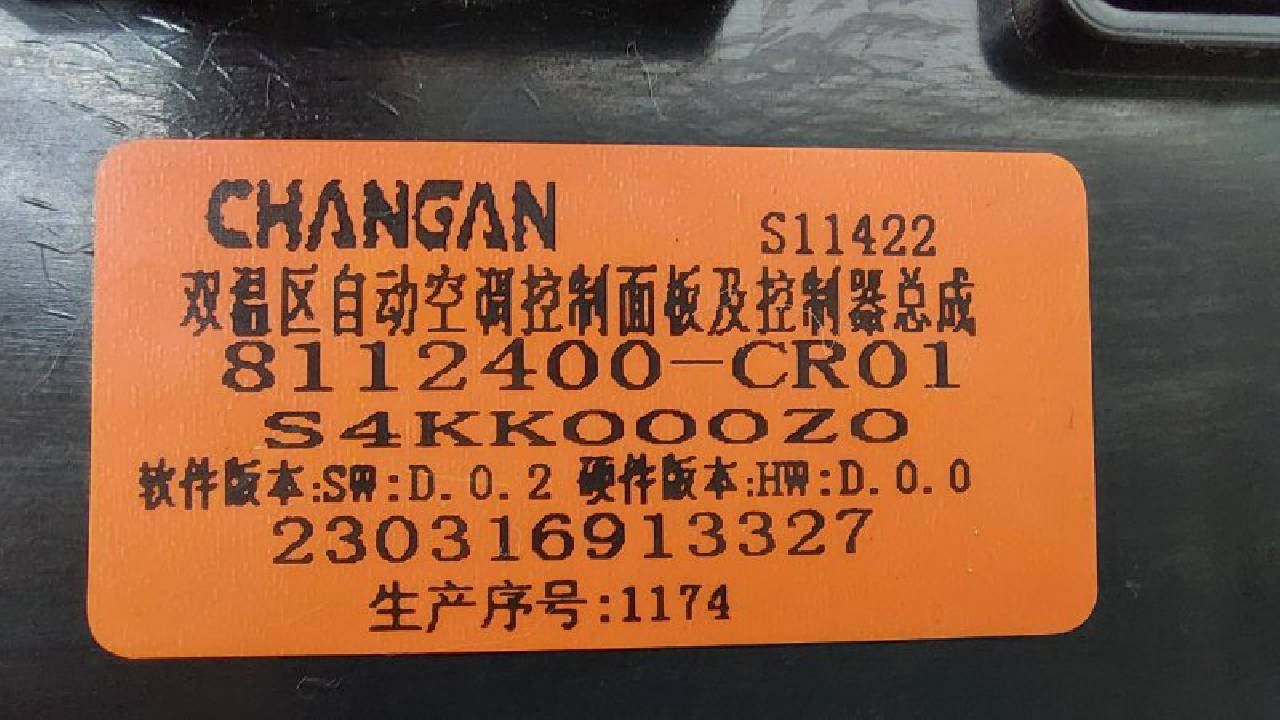 CHANGAN S11422
双温区自动空调控制面板及控制器总成
8112400-CR01
S4KK000Z0
软件版本:SW:D.0.2 硬件版本:HW:D.0.0
230316913327
生产序号:1174